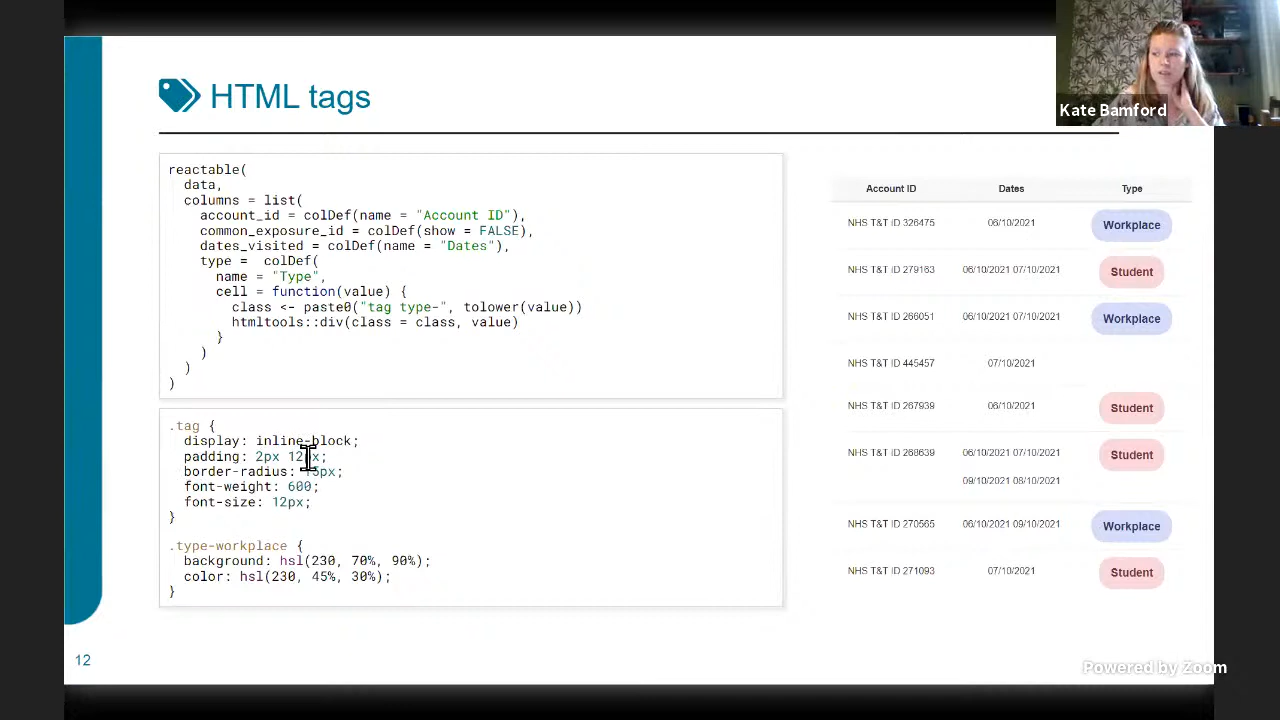 HTML tags
Kate Bamford
reactable(
data,
columns = list(
account_id = colDef(name = "Account ID"),
common_exposure_id = colDef(show = FALSE),
dates_visited = colDef(name = "Dates"),
type =  colDef(
name = "Type",
cell = function(value) {
class <- paste0("tag type-", tolower(value))
htmltools::div(class = class, value)
}
)
)
)
.tag {
display: inline-block;
padding: 2px 12px;
border-radius: 15px;
font-weight: 600;
font-size: 12px;
}
.type-workplace {
background: hsl(230, 70%, 90%);
color: hsl(230, 45%, 30%);
}
Account ID Dates Type
NHS T&T ID 326475 06/10/2021 Workplace
NHS T&T ID 279163 06/10/2021 07/10/2021 Student
NHS T&T ID 266051 06/10/2021 07/10/2021 Workplace
NHS T&T ID 445457 07/10/2021
NHS T&T ID 267939 06/10/2021 Student
NHS T&T ID 268639 06/10/2021 07/10/2021 Student
09/10/2021 08/10/2021
NHS T&T ID 270565 06/10/2021 09/10/2021 Workplace
NHS T&T ID 271093 07/10/2021 Student
12
Powered by Zoom